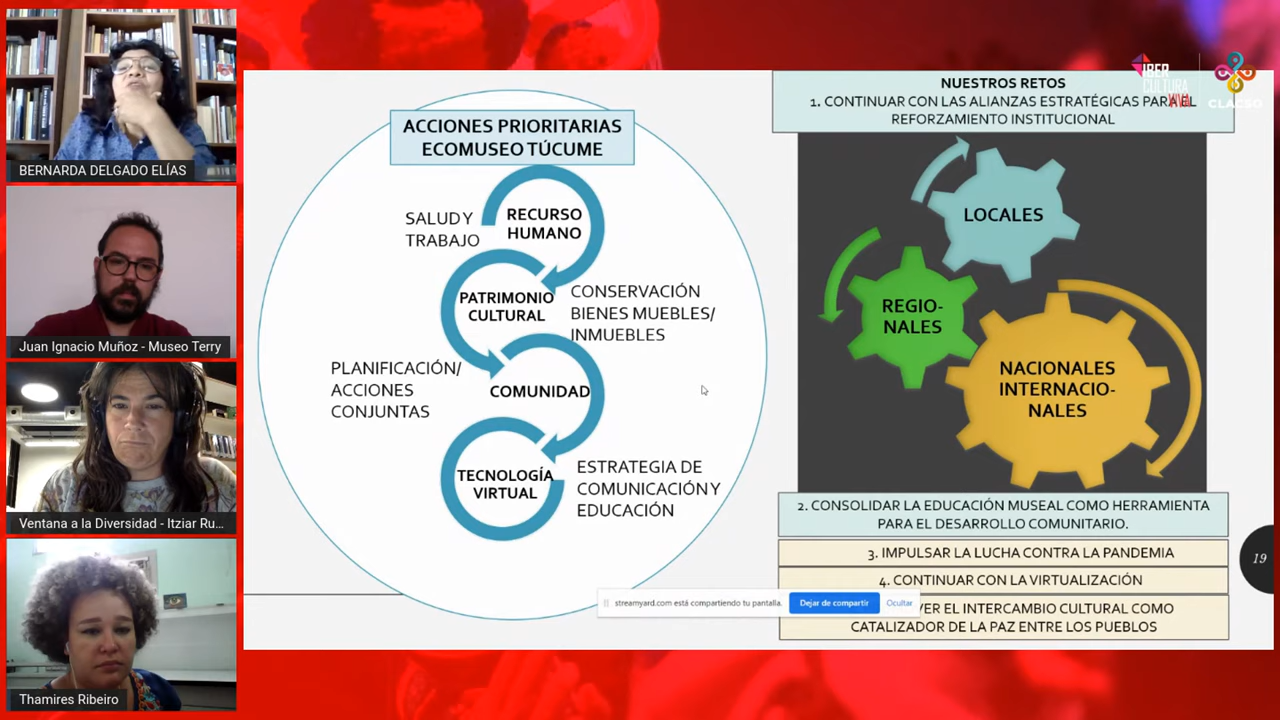 BERNARDA DELGADO ELÍAS
Juan Ignacio Muñoz - Museo Terry
Ventana a la Diversidad - Itziar Ru...
Thamires Ribeiro
ACCIONES PRIORITARIAS
ECOMUSEO TÚCUME
SALUD Y
TRABAJO
RECURSO
HUMANO
PATRIMONIO
CULTURAL
CONSERVACIÓN
BIENES MUEBLES/
INMUEBLES
PLANIFICACIÓN/
ACCIONES
CONJUNTAS
COMUNIDAD
TECNOLOGÍA
VIRTUAL
ESTRATEGIA DE
COMUNICACIÓN Y
EDUCACIÓN
IBER
CULTURA
VIVA
CLACSO
NUESTROS RETOS
1. CONTINUAR CON LAS ALIANZAS ESTRATÉGICAS PARA EL
REFORZAMIENTO INSTITUCIONAL
LOCALES
REGIO-
NALES
NACIONALES
INTERNACIO-
NALES
2. CONSOLIDAR LA EDUCACIÓN MUSEAL COMO HERRAMIENTA
PARA EL DESARROLLO COMUNITARIO.
3. IMPULSAR LA LUCHA CONTRA LA PANDEMIA
4. CONTINUAR CON LA VIRTUALIZACIÓN
EL INTERCAMBIO CULTURAL COMO
CATALIZADOR DE LA PAZ ENTRE LOS PUEBLOS
19
streamyard.com está compartiendo tu pantalla.
Dejar de compartir
Ocultar